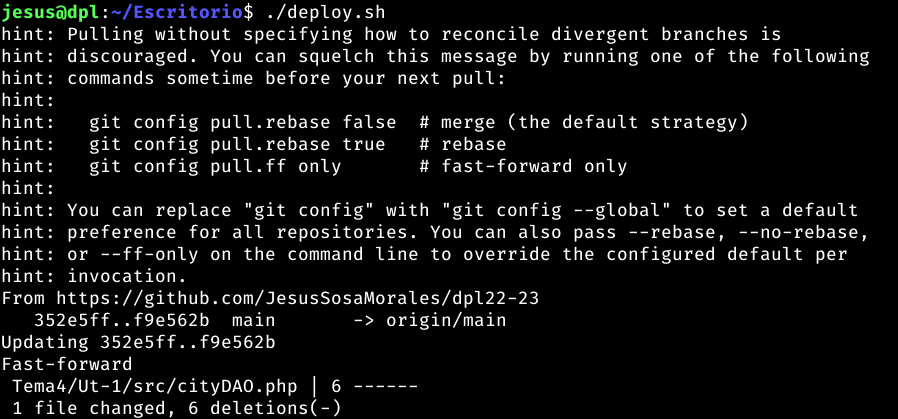 jesus@dpl:~/Escritorio$ ./deploy.sh
hint: Pulling without specifying how to reconcile divergent branches is
hint: discouraged. You can squelch this message by running one of the following
hint: commands sometime before your next pull:
hint:
hint:   git config pull.rebase false  # merge (the default strategy)
hint:   git config pull.rebase true   # rebase
hint:   git config pull.ff only       # fast-forward only
hint:
hint: You can replace "git config" with "git config --global" to set a default
hint: preference for all repositories. You can also pass --rebase, --no-rebase,
hint: or --ff-only on the command line to override the configured default per
hint: invocation.
From https://github.com/JesusSosaMorales/dpl22-23
   352e5ff..f9e562b  main       -> origin/main
Updating 352e5ff..f9e562b
Fast-forward
 Tema4/Ut-1/src/cityDAO.php | 6 ------
 1 file changed, 6 deletions(-)